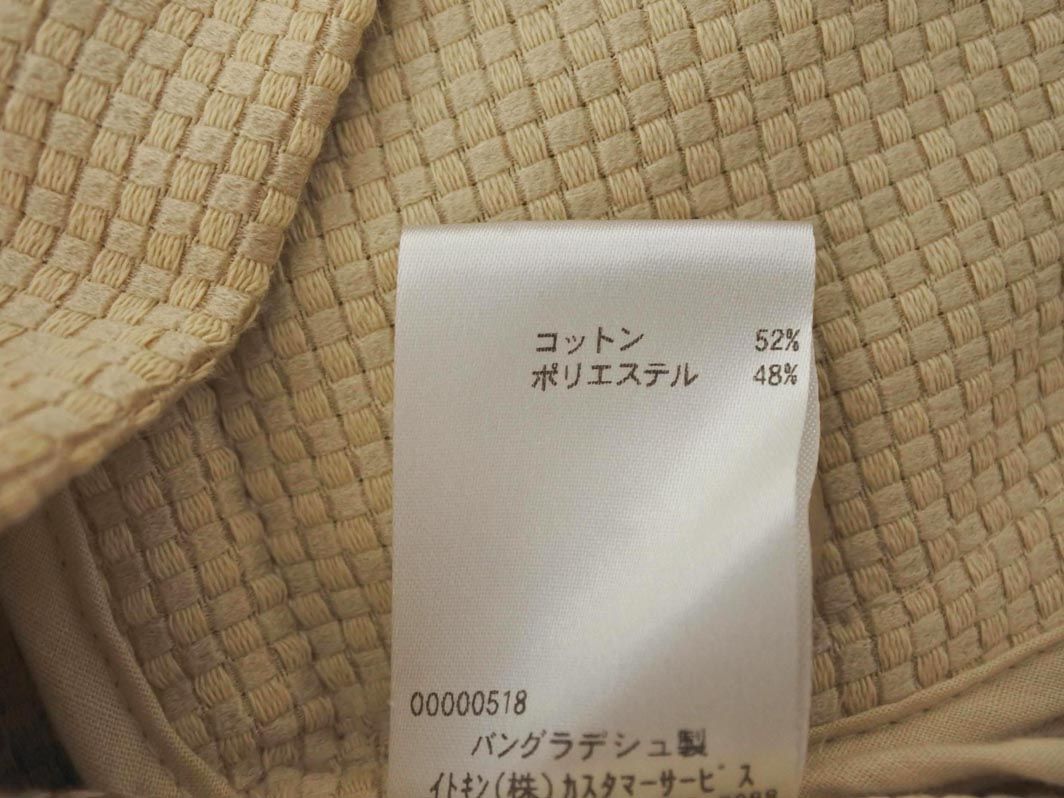 コットン 52%
ポリエステル 48%
00000518
バングラデシュ製
イトキン(株)カスタマーサービス